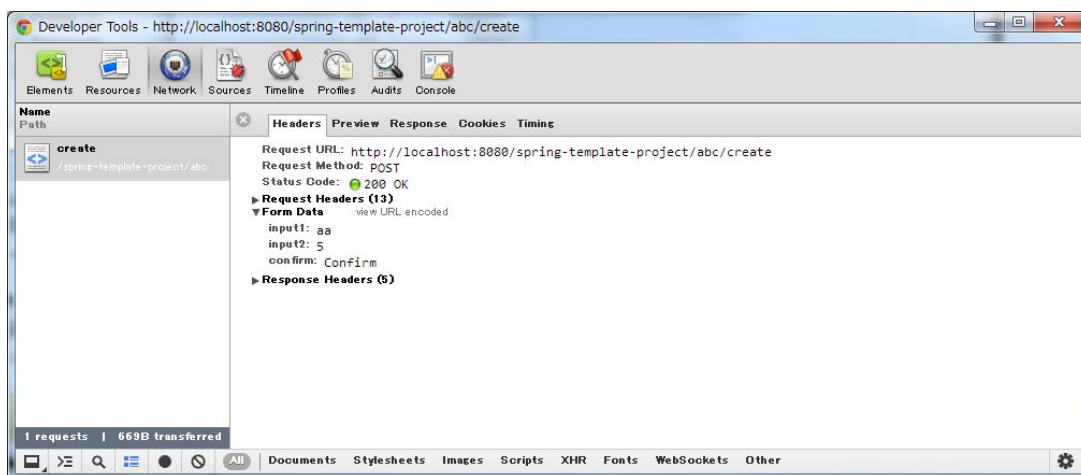 Developer Tools - http://localhost:8080/spring-template-project/abc/create
Elements Resources Network Sources Timeline Profiles Audits Console
Name
Path
Headers Preview Response Cookies Timing
create
/spring-template-project/abc
Request URL: http://localhost:8080/spring-template-project/abc/create
Request Method: POST
Status Code: 200 OK
Request Headers (13)
Form Data view URL encoded
input1: aa
input2: 5
confirm: Confirm
Response Headers (5)
1 requests | 669B transferred
All Documents Stylesheets Images Scripts XHR Fonts WebSockets Other